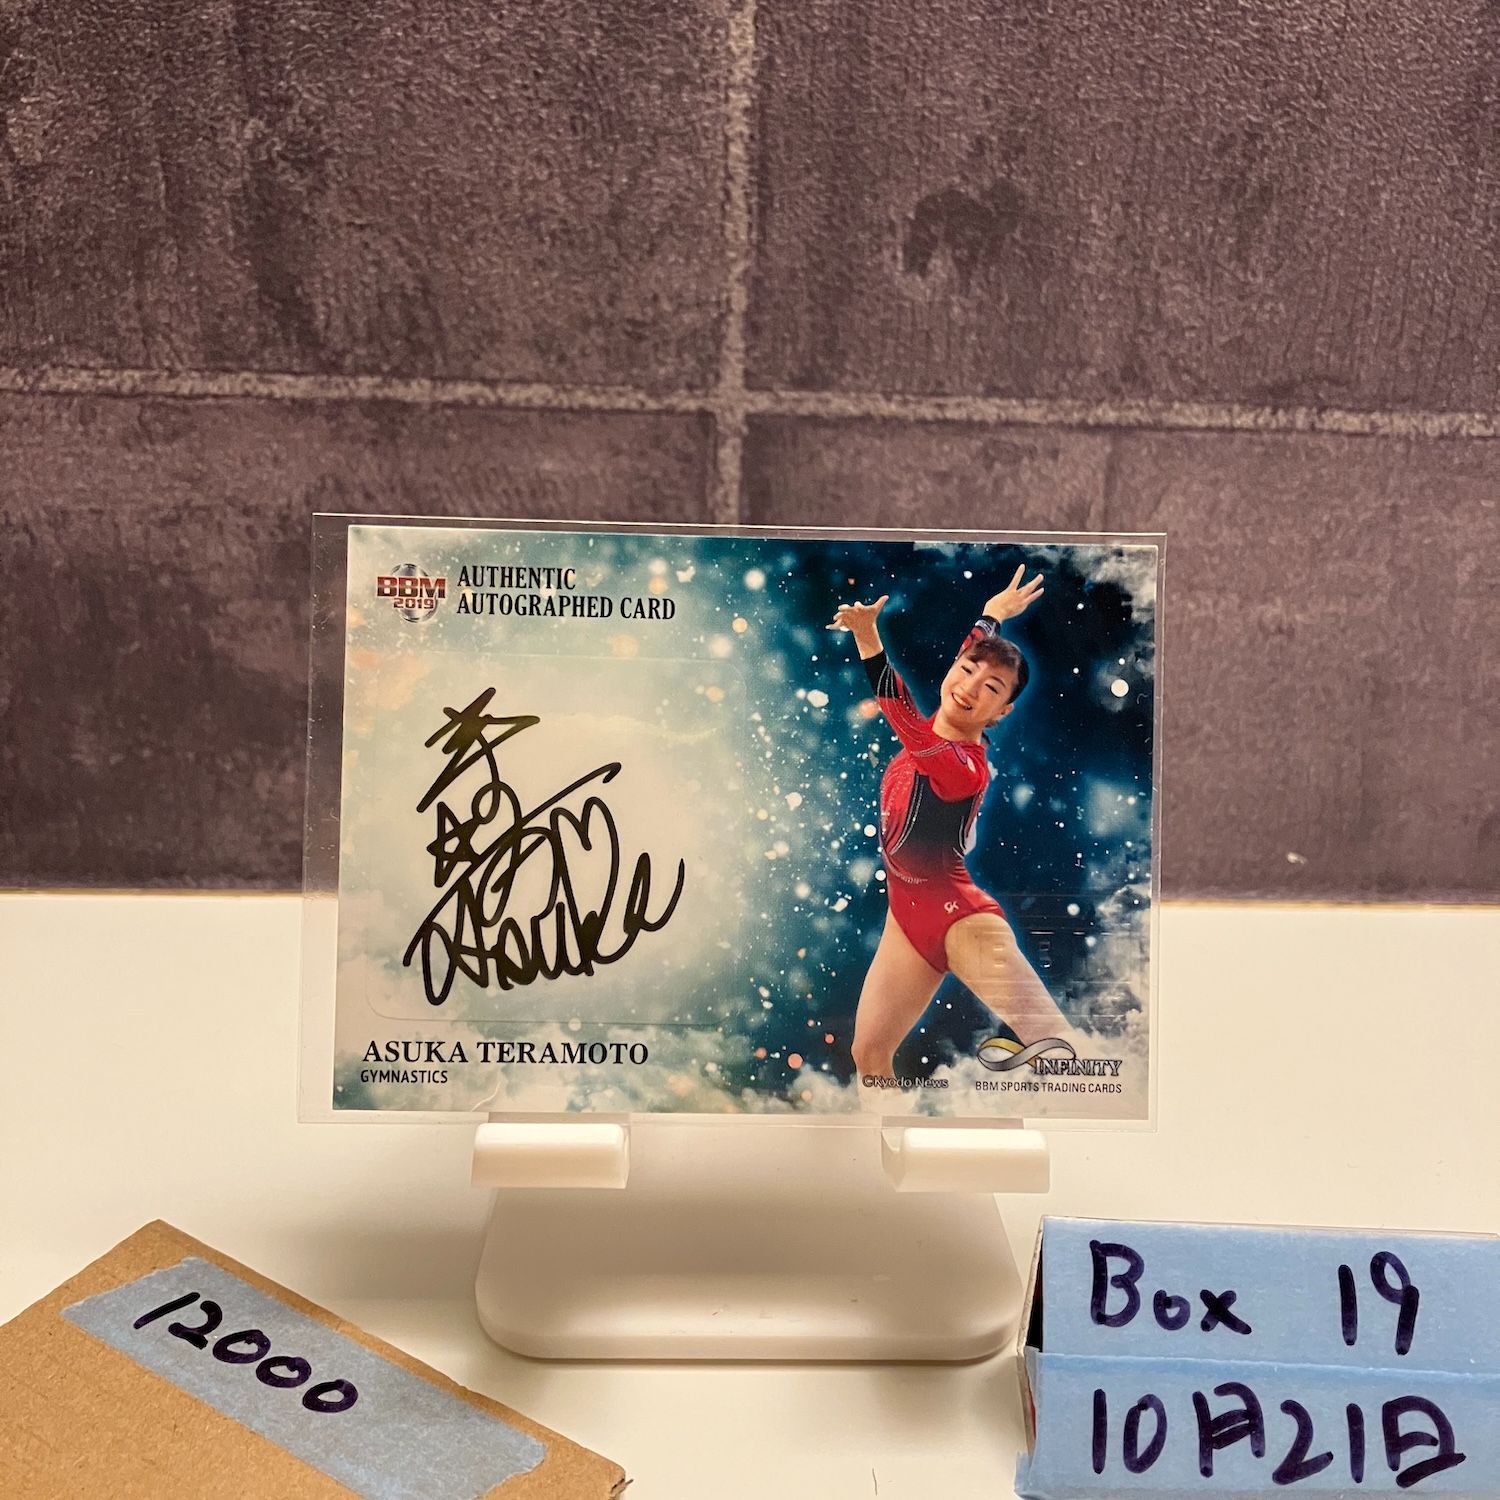 BBM
2019
AUTHENTIC
AUTOGRAPHED CARD
Asuka
ASUKA TERAMOTO
GYMNASTICS
GK
©Kyodo News
INFINITY
BBM SPORTS TRADING CARDS
12000
Box 19
10月21日